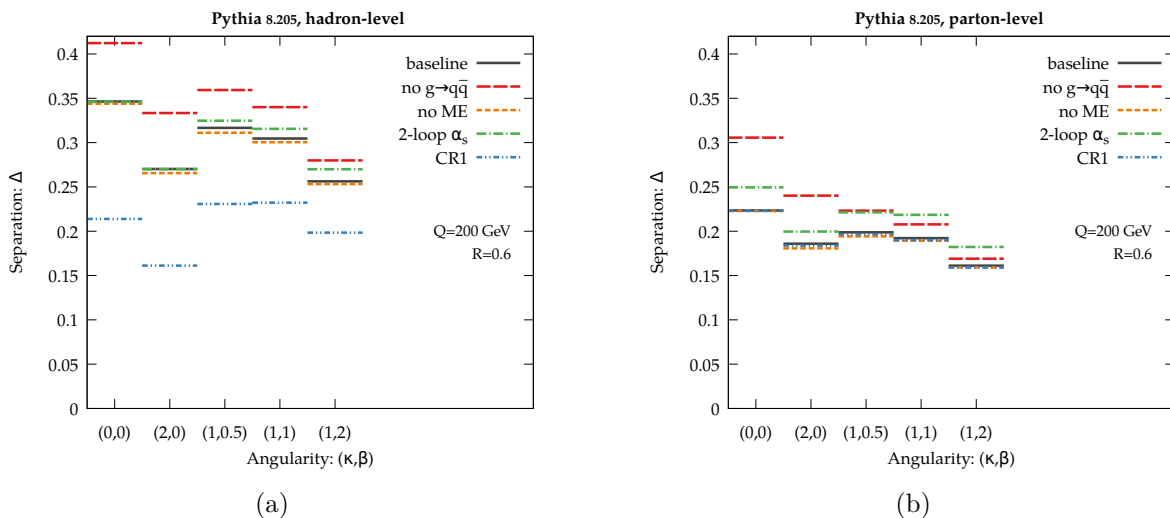 Pythia 8.205, hadron-level
Separation: Δ
0.4
0.35
0.3
0.25
0.2
0.15
0.1
0.05
0
baseline
no g→qq̅
no ME
2-loop αs
CR1
Q=200 GeV
R=0.6
(0,0) (2,0) (1,0.5) (1,1) (1,2)
Angularity: (κ,β)
(a)
Pythia 8.205, parton-level
Separation: Δ
0.4
0.35
0.3
0.25
0.2
0.15
0.1
0.05
0
baseline
no g→qq̅
no ME
2-loop αs
CR1
Q=200 GeV
R=0.6
(0,0) (2,0) (1,0.5) (1,1) (1,2)
Angularity: (κ,β)
(b)